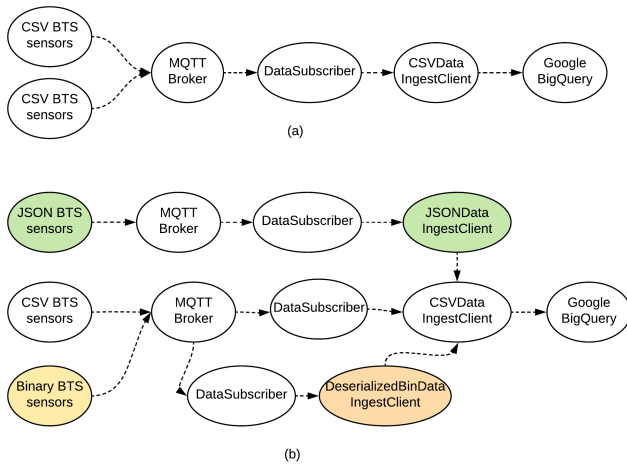 CSV BTS
sensors
CSV BTS
sensors
MQTT
Broker
DataSubscriber
CSVData
IngestClient
Google
BigQuery
(a)
JSON BTS
sensors
MQTT
Broker
DataSubscriber
JSONData
IngestClient
CSV BTS
sensors
MQTT
Broker
DataSubscriber
CSVData
IngestClient
Google
BigQuery
Binary BTS
sensors
DataSubscriber
DeserializedBinData
IngestClient
(b)